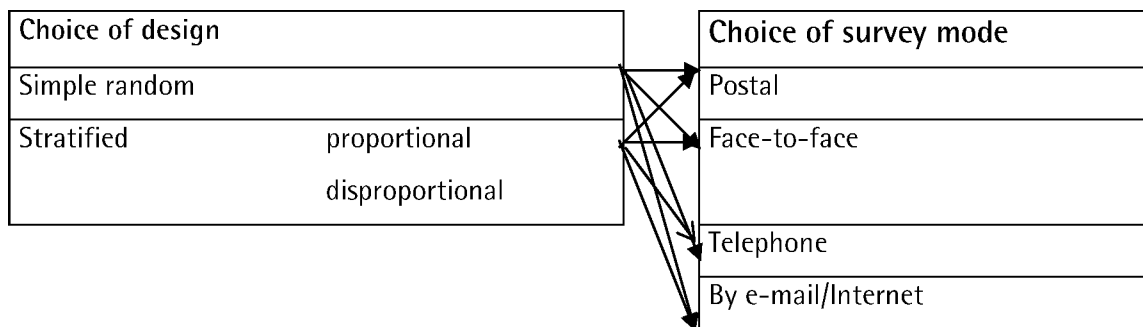 Choice of design
Simple random
Stratified proportional
disproportional
Choice of survey mode
Postal
Face-to-face
Telephone
By e-mail/Internet